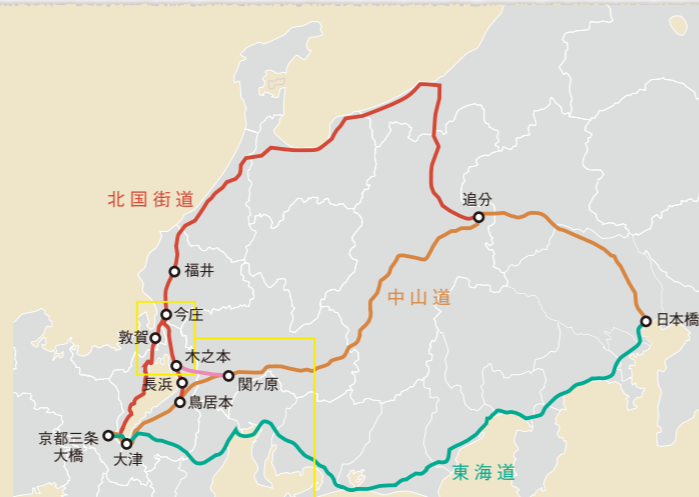 北国街道
追分
福井
中山道
今庄
日本橋
敦賀
木之本
長浜
関ヶ原
鳥居本
京都三条
大橋
大津
東海道